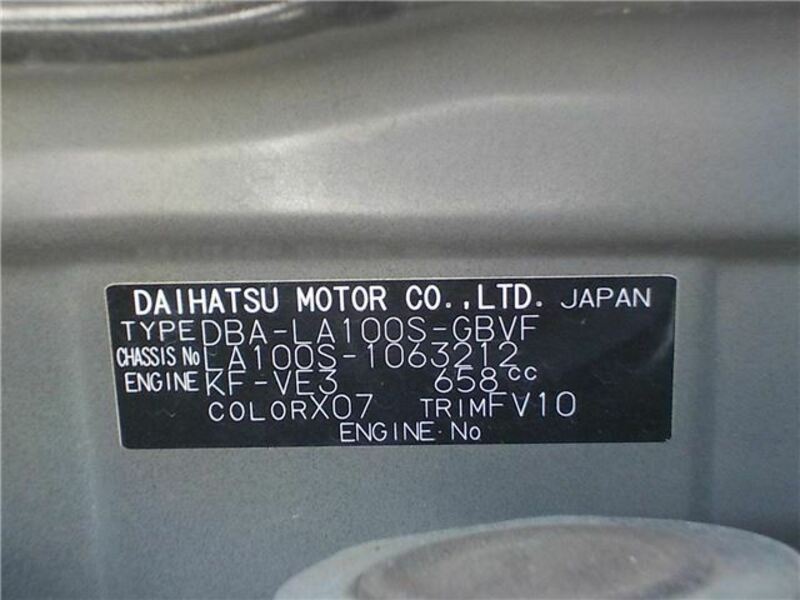 DAIHATSU MOTOR CO.,LTD. JAPAN
TYPE DBA-LA100S-GBVF
CHASSIS No LA100S-1063212
ENGINE KF-VE3 658cc
COLOR X07 TRIM FV10
ENGINE·No